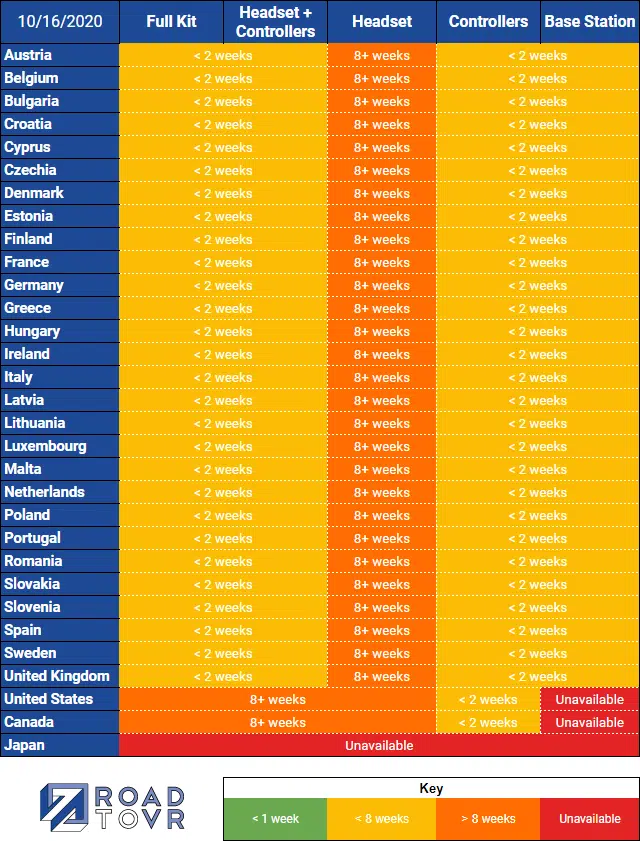 10/16/2020 Full Kit Headset + Controllers Headset Controllers Base Station
Austria < 2 weeks 8+ weeks < 2 weeks
Belgium < 2 weeks 8+ weeks < 2 weeks
Bulgaria < 2 weeks 8+ weeks < 2 weeks
Croatia < 2 weeks 8+ weeks < 2 weeks
Cyprus < 2 weeks 8+ weeks < 2 weeks
Czechia < 2 weeks 8+ weeks < 2 weeks
Denmark < 2 weeks 8+ weeks < 2 weeks
Estonia < 2 weeks 8+ weeks < 2 weeks
Finland < 2 weeks 8+ weeks < 2 weeks
France < 2 weeks 8+ weeks < 2 weeks
Germany < 2 weeks 8+ weeks < 2 weeks
Greece < 2 weeks 8+ weeks < 2 weeks
Hungary < 2 weeks 8+ weeks < 2 weeks
Ireland < 2 weeks 8+ weeks < 2 weeks
Italy < 2 weeks 8+ weeks < 2 weeks
Latvia < 2 weeks 8+ weeks < 2 weeks
Lithuania < 2 weeks 8+ weeks < 2 weeks
Luxembourg < 2 weeks 8+ weeks < 2 weeks
Malta < 2 weeks 8+ weeks < 2 weeks
Netherlands < 2 weeks 8+ weeks < 2 weeks
Poland < 2 weeks 8+ weeks < 2 weeks
Portugal < 2 weeks 8+ weeks < 2 weeks
Romania < 2 weeks 8+ weeks < 2 weeks
Slovakia < 2 weeks 8+ weeks < 2 weeks
Slovenia < 2 weeks 8+ weeks < 2 weeks
Spain < 2 weeks 8+ weeks < 2 weeks
Sweden < 2 weeks 8+ weeks < 2 weeks
United Kingdom < 2 weeks 8+ weeks < 2 weeks
United States 8+ weeks < 2 weeks Unavailable
Canada 8+ weeks < 2 weeks Unavailable
Japan Unavailable
ROAD
TOVR
Key
< 1 week < 8 weeks > 8 weeks Unavailable